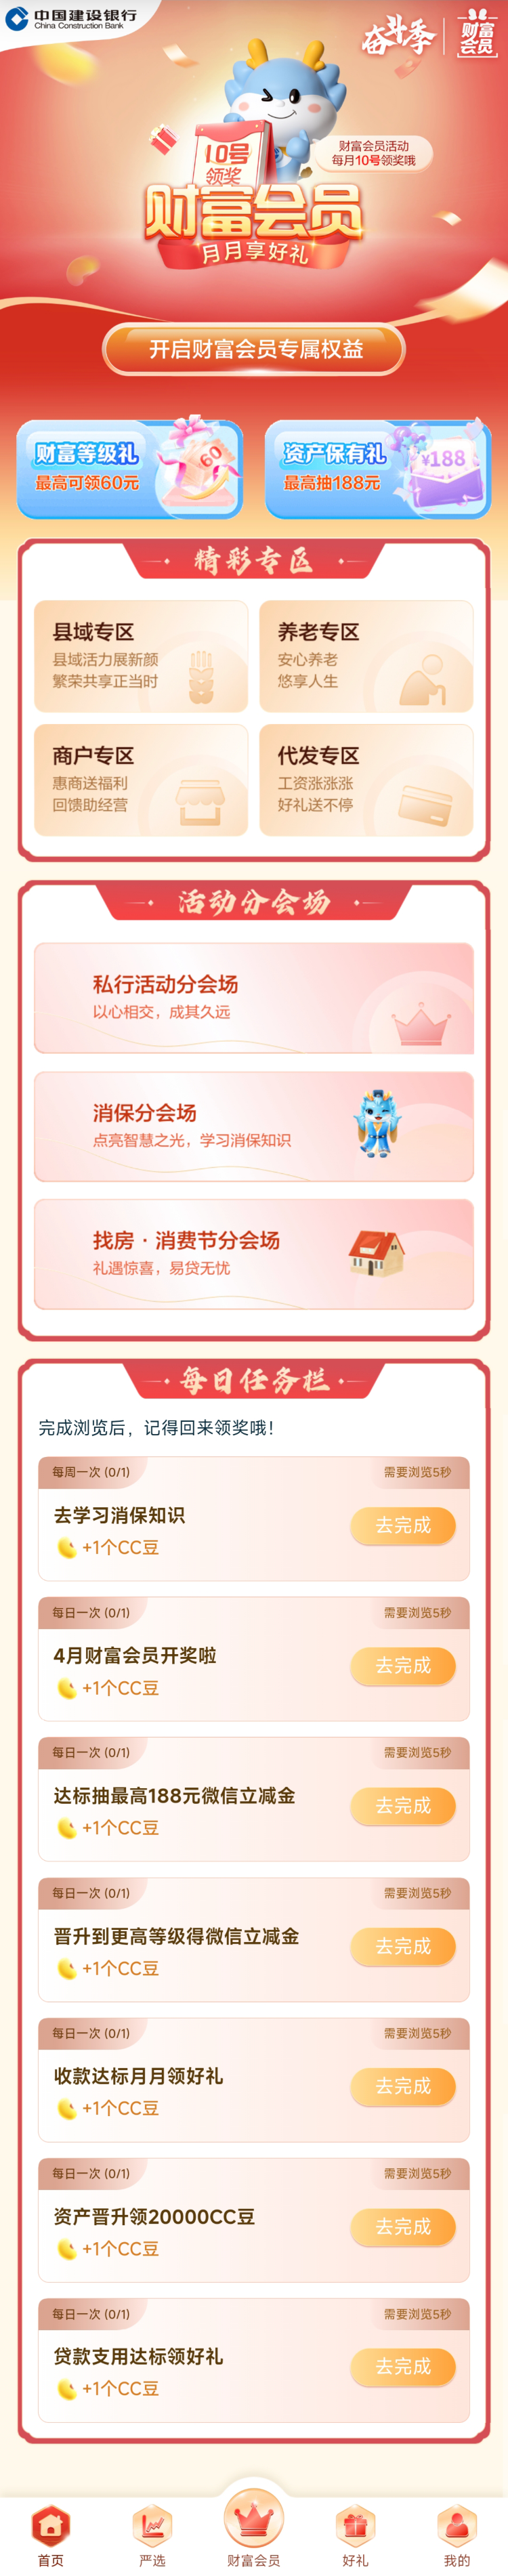 中国建设银行
China Construction Bank
奋斗季
财富
会员
10号
领奖
财富会员活动
每月10号领奖哦
财富会员
月月享好礼
开启财富会员专属权益
财富等级礼
最高可领60元
60
资产保有礼
最高抽188元
¥188
精彩专区
县域专区
县域活力展新颜
繁荣共享正当时
养老专区
安心养老
悠享人生
商户专区
惠商送福利
回馈助经营
代发专区
工资涨涨涨
好礼送不停
活动分会场
私行活动分会场
以心相交，成其久远
消保分会场
点亮智慧之光，学习消保知识
找房·消费节分会场
礼遇惊喜，易贷无忧
每日任务栏
完成浏览后，记得回来领奖哦！
每周一次 (0/1)
需要浏览5秒
去学习消保知识
去完成
+1个CC豆
每日一次 (0/1)
需要浏览5秒
4月财富会员开奖啦
去完成
+1个CC豆
每日一次 (0/1)
需要浏览5秒
达标抽最高188元微信立减金
去完成
+1个CC豆
每日一次 (0/1)
需要浏览5秒
晋升到更高等级得微信立减金
去完成
+1个CC豆
每日一次 (0/1)
需要浏览5秒
收款达标月月领好礼
去完成
+1个CC豆
每日一次 (0/1)
需要浏览5秒
资产晋升领20000CC豆
去完成
+1个CC豆
每日一次 (0/1)
需要浏览5秒
贷款支用达标领好礼
去完成
+1个CC豆
首页
严选
财富会员
好礼
我的